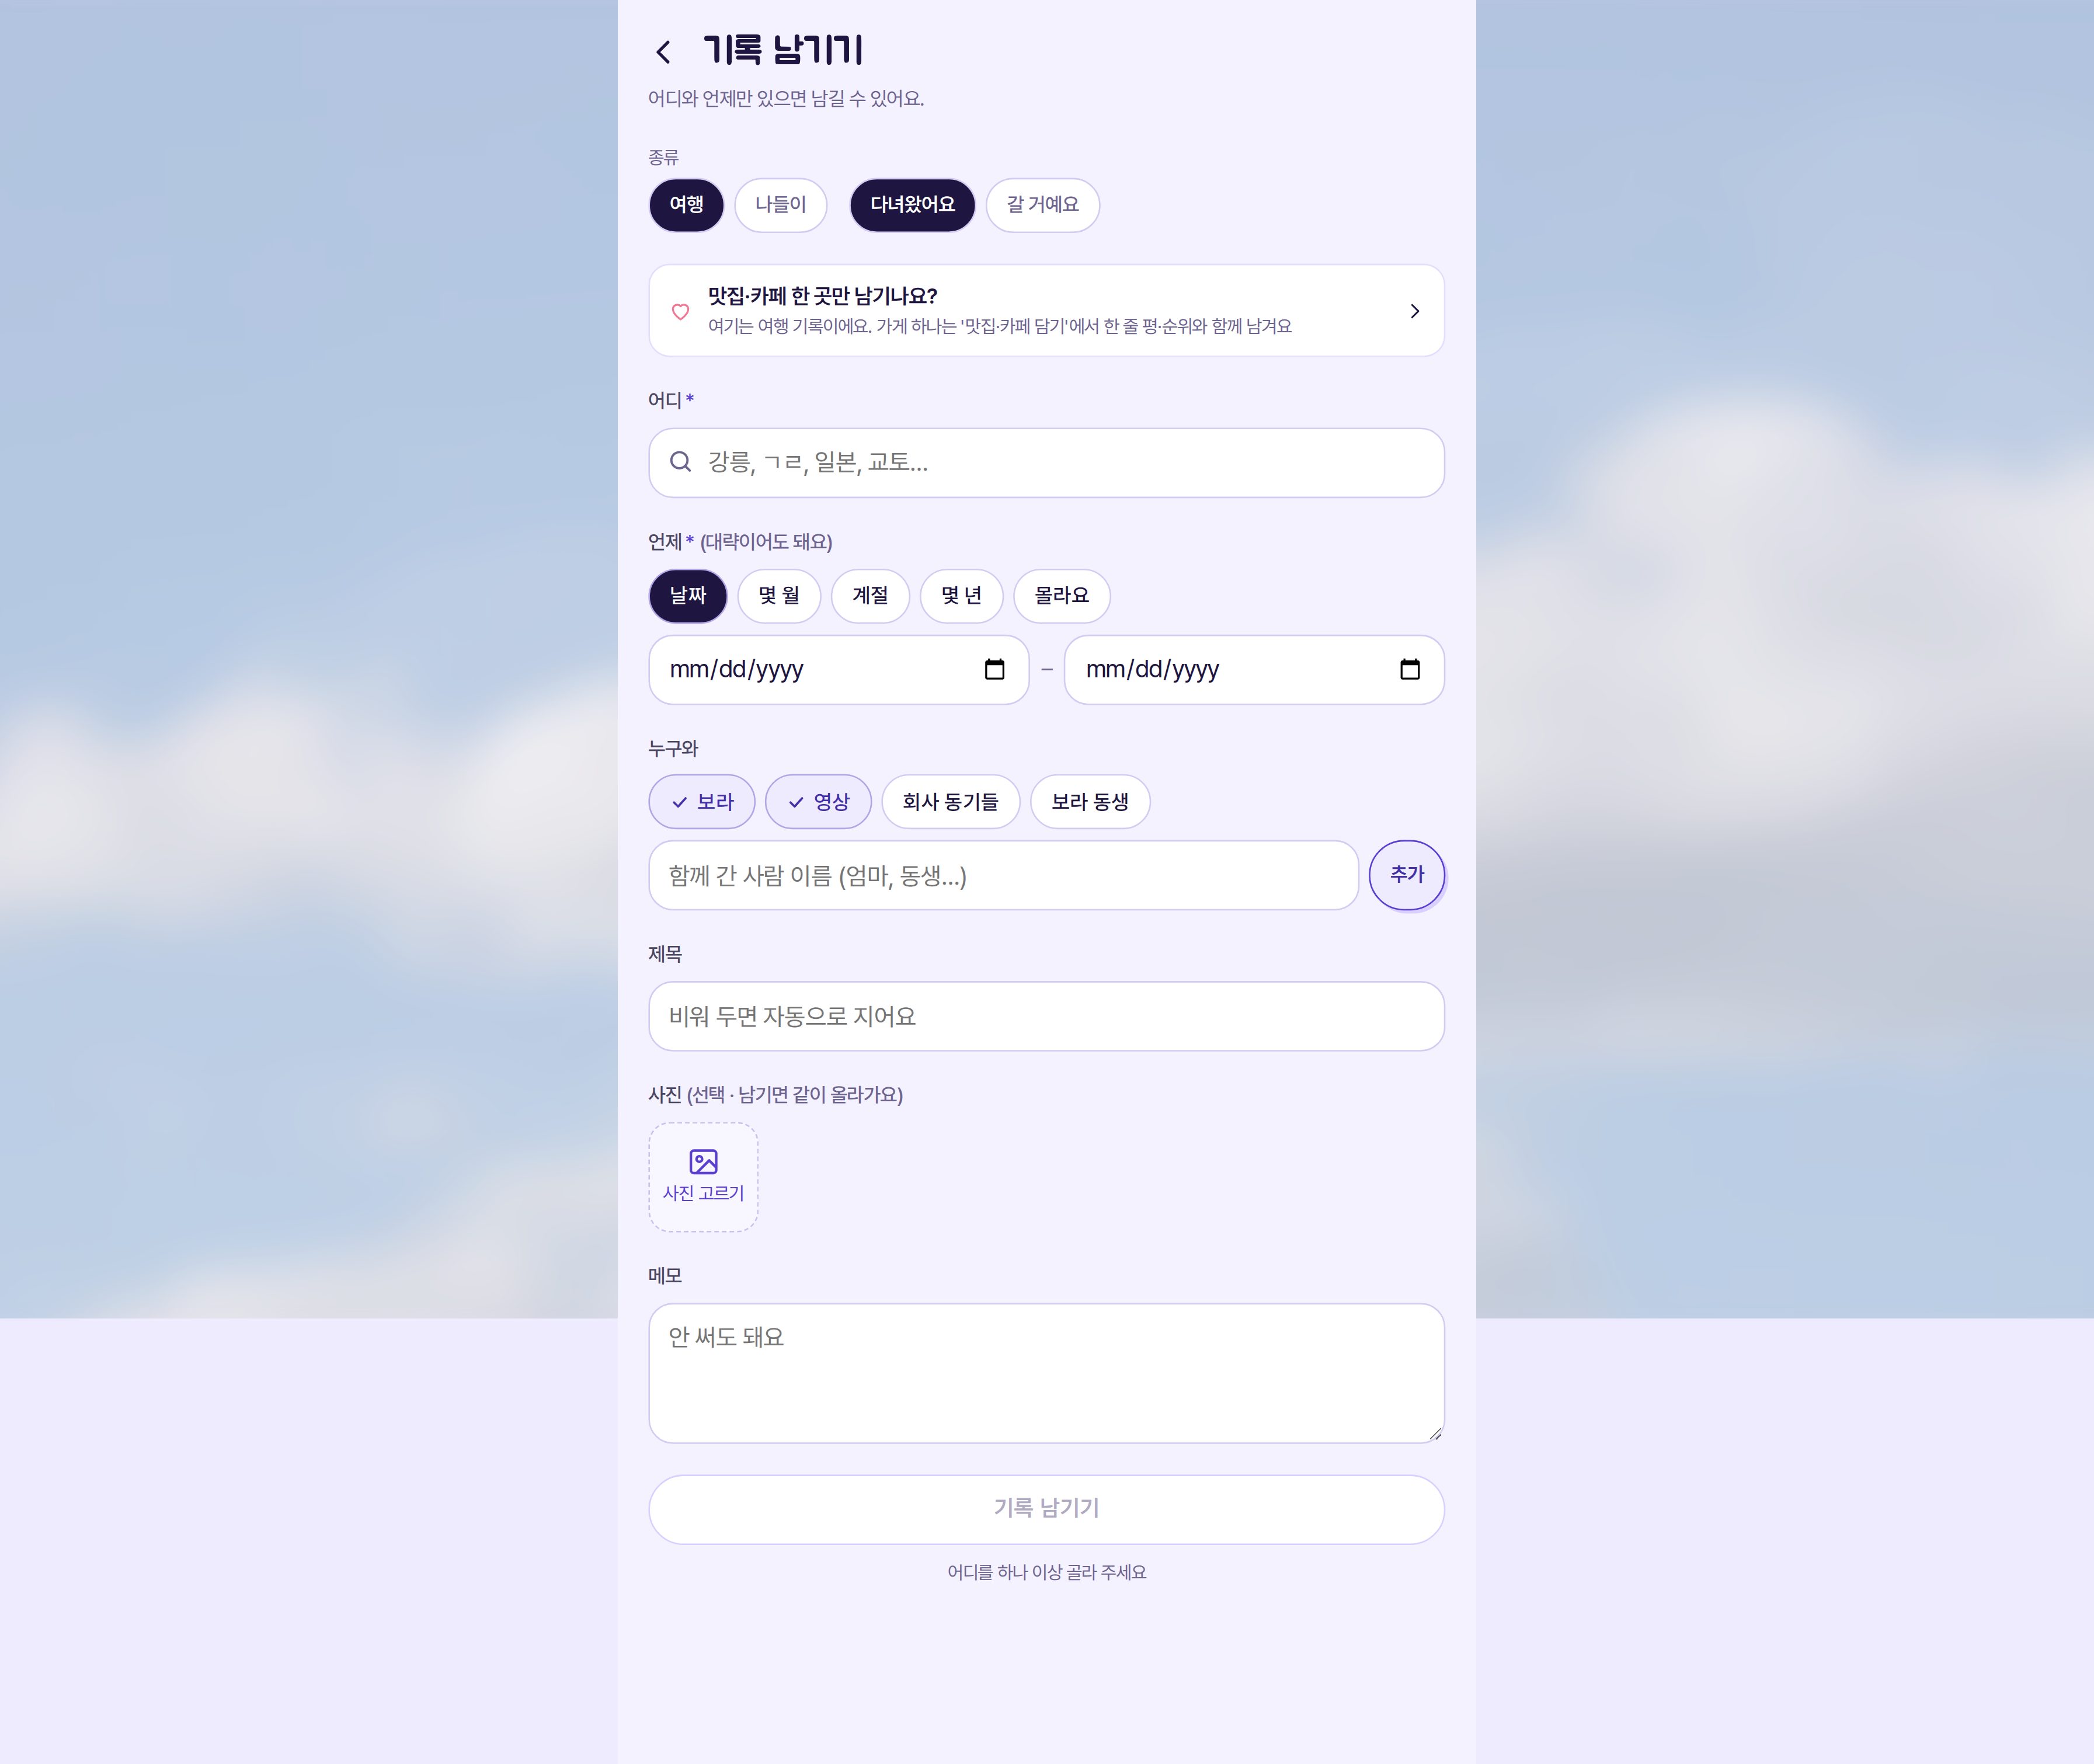 기록 남기기
어디와 언제만 있으면 남길 수 있어요.
종류
여행 나들이 다녀왔어요 갈 거예요
맛집·카페 한 곳만 남기나요?
여기는 여행 기록이에요. 가게 하나는 '맛집·카페 담기'에서 한 줄 평·순위와 함께 남겨요
어디 *
강릉, ㄱㄹ, 일본, 교토...
언제 * (대략이어도 돼요)
날짜 몇 월 계절 몇 년 몰라요
mm/dd/yyyy – mm/dd/yyyy
누구와
보라 영상 회사 동기들 보라 동생
함께 간 사람 이름 (엄마, 동생...) 추가
제목
비워 두면 자동으로 지어요
사진 (선택 · 남기면 같이 올라가요)
사진 고르기
메모
안 써도 돼요
기록 남기기
어디를 하나 이상 골라 주세요